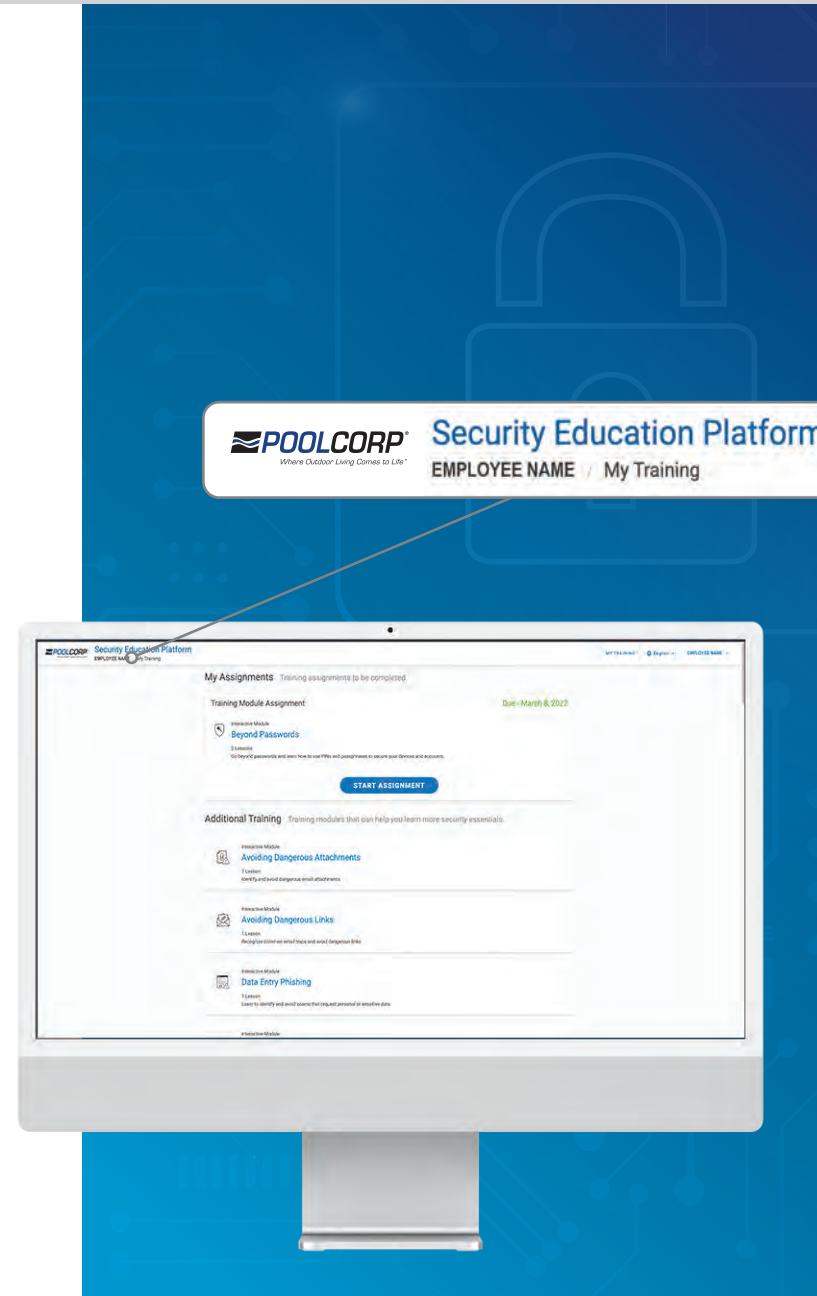 POOLCORP®
Where Outdoor Living Comes to Life®
Security Education Platform
EMPLOYEE NAME / My Training
POOLCORP
Security Education Platform
EMPLOYEE NAME My Training
MY TRAINING
English
EMPLOYEE NAME
My Assignments Training assignments to be completed
Training Module Assignment Due - March 8, 2022
Interactive Module
Beyond Passwords
Go beyond passwords and learn how to use PINs and passphrases to secure your devices and accounts.
START ASSIGNMENT
Additional Training Training modules that can help you learn more security essentials.
Interactive Module
Avoiding Dangerous Attachments
1 Lesson
Identify and avoid dangerous email attachments
Interactive Module
Avoiding Dangerous Links
1 Lesson
Recognize common email traps and avoid dangerous links
Interactive Module
Data Entry Phishing
1 Lesson
Learn to identify and avoid scams that request personal or sensitive data.
Interactive Module